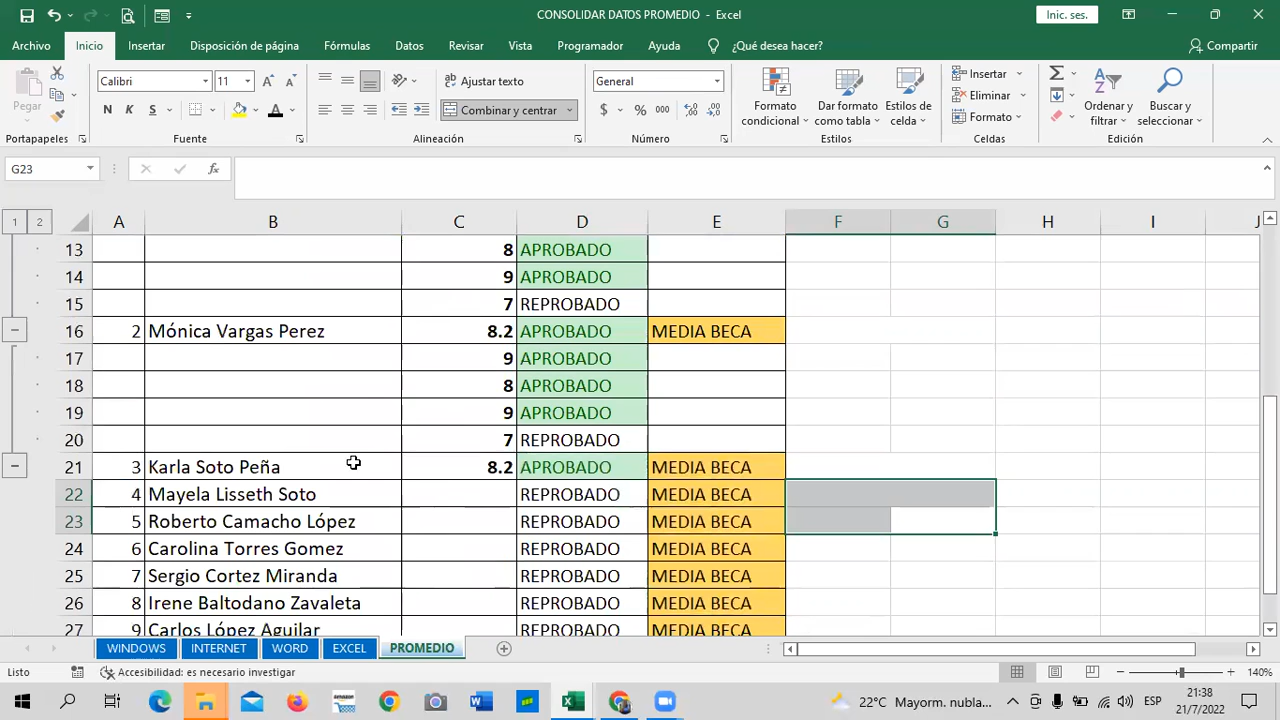 CONSOLIDAR DATOS PROMEDIO - Excel
Inic. ses.
Archivo Inicio Insertar Disposición de página Fórmulas Datos Revisar Vista Programador Ayuda ¿Qué desea hacer? Compartir
Pegar
Calibri 11
N K S
Ajustar texto
Combinar y centrar
General
$ % 000
Formato condicional
Dar formato como tabla
Estilos de celda
Insertar
Eliminar
Formato
Ordenar y filtrar
Buscar y seleccionar
Portapapeles Fuente Alineación Número Estilos Celdas Edición
G23
1 2 A B C D E F G H I J
13 8 APROBADO
14 9 APROBADO
15 7 REPROBADO
16 2 Mónica Vargas Perez 8.2 APROBADO MEDIA BECA
17 9 APROBADO
18 8 APROBADO
19 9 APROBADO
20 7 REPROBADO
21 3 Karla Soto Peña 8.2 APROBADO MEDIA BECA
22 4 Mayela Lisseth Soto REPROBADO MEDIA BECA
23 5 Roberto Camacho López REPROBADO MEDIA BECA
24 6 Carolina Torres Gomez REPROBADO MEDIA BECA
25 7 Sergio Cortez Miranda REPROBADO MEDIA BECA
26 8 Irene Baltodano Zavaleta REPROBADO MEDIA BECA
27 9 Carlos López Aguilar REPROBADO MEDIA BECA
WINDOWS INTERNET WORD EXCEL PROMEDIO
Listo Accesibilidad: es necesario investigar 140%
22°C Mayorm. nubla... ESP 21:38
21/7/2022